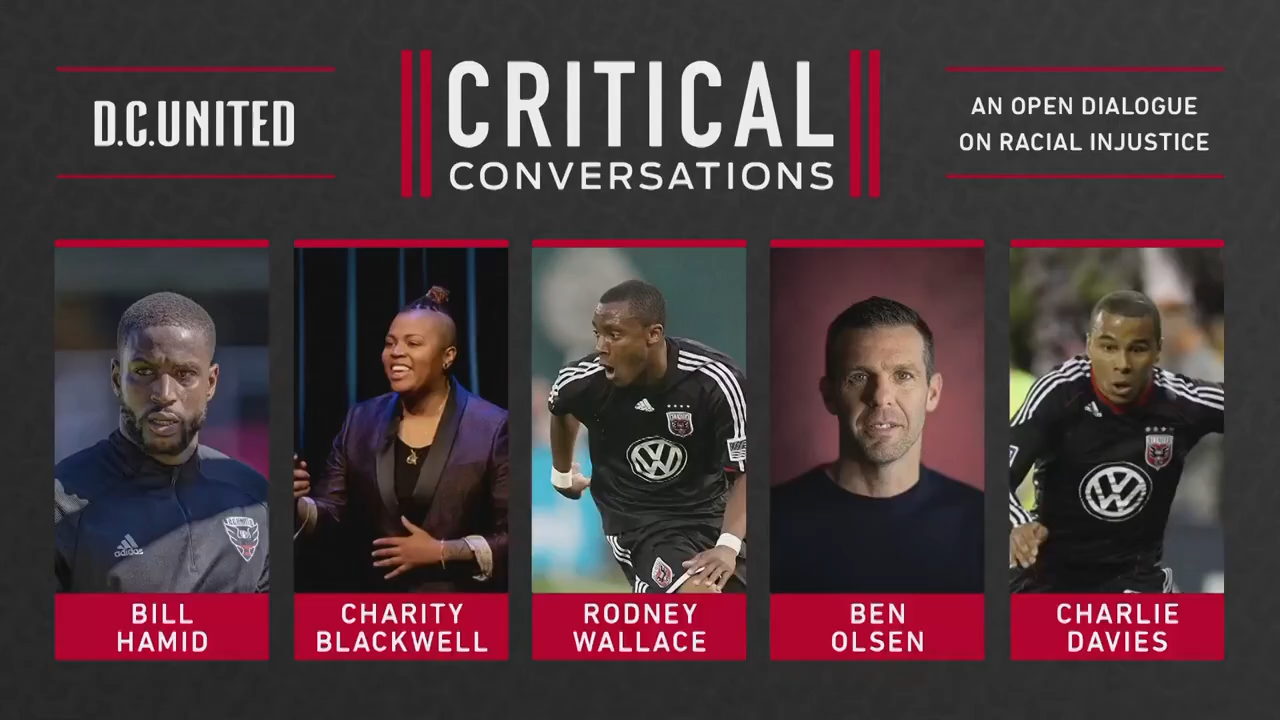 D.C.UNITED
CRITICAL
CONVERSATIONS
AN OPEN DIALOGUE
ON RACIAL INJUSTICE
adidas
BILL
HAMID
CHARITY
BLACKWELL
RODNEY
WALLACE
BEN
OLSEN
CHARLIE
DAVIES